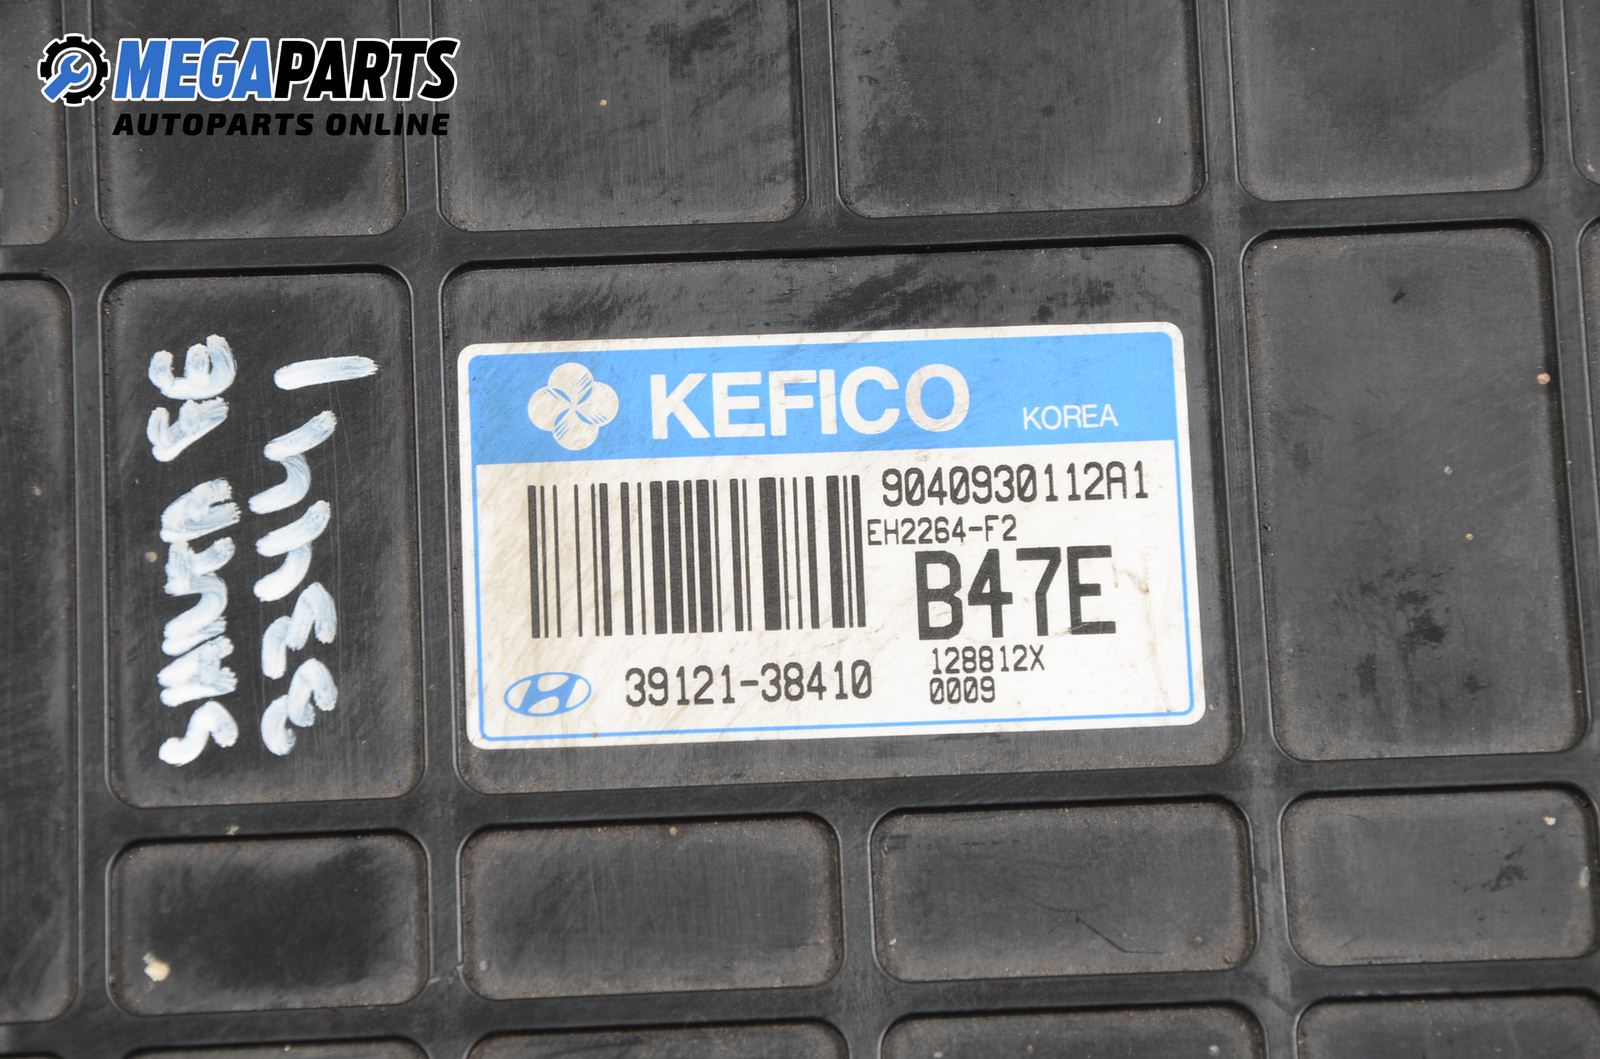 MEGAPARTS
AUTOPARTS ONLINE
KEFICO KOREA
9040930112A1
EH2264-F2
B47E
39121-38410
128812X
0009
SANTA FE